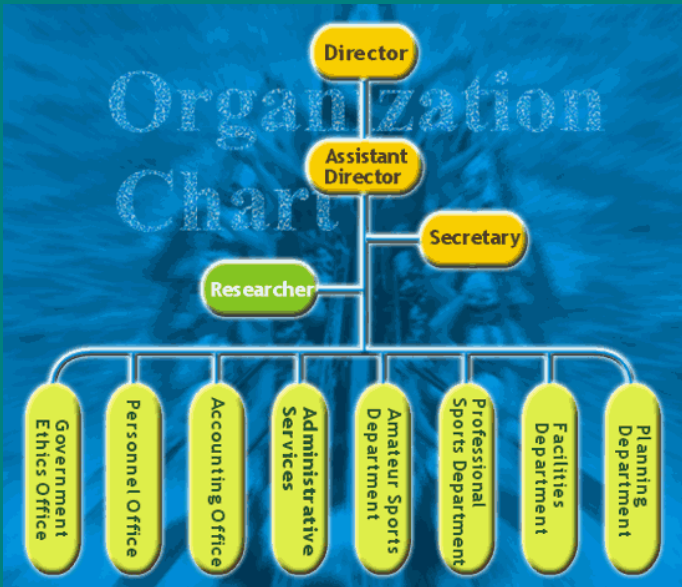 Director
Organization
Assistant
Director
Chart
Secretary
Researcher
Government
Ethics Office
Personnel Office
Accounting Office
Administrative
Services
Amateur Sports
Department
Professional
Sports Department
Facilities
Department
Planning
Department